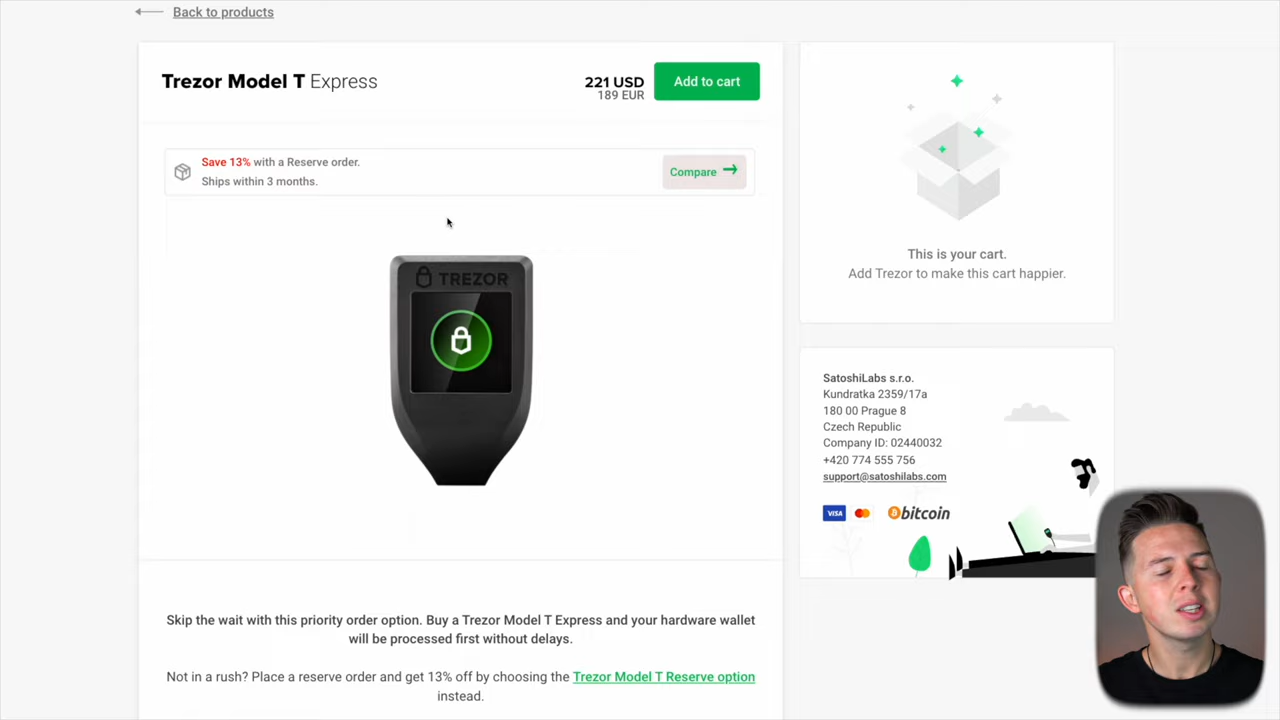 Back to products
Trezor Model T Express
221 USD
189 EUR
Add to cart
Save 13% with a Reserve order.
Ships within 3 months.
Compare
TREZOR
This is your cart.
Add Trezor to make this cart happier.
SatoshiLabs s.r.o.
Kundratka 2359/17a
180 00 Prague 8
Czech Republic
Company ID: 02440032
+420 774 555 756
support@satoshilabs.com
VISA
bitcoin
Skip the wait with this priority order option. Buy a Trezor Model T Express and your hardware wallet
will be processed first without delays.
Not in a rush? Place a reserve order and get 13% off by choosing the Trezor Model T Reserve option
instead.